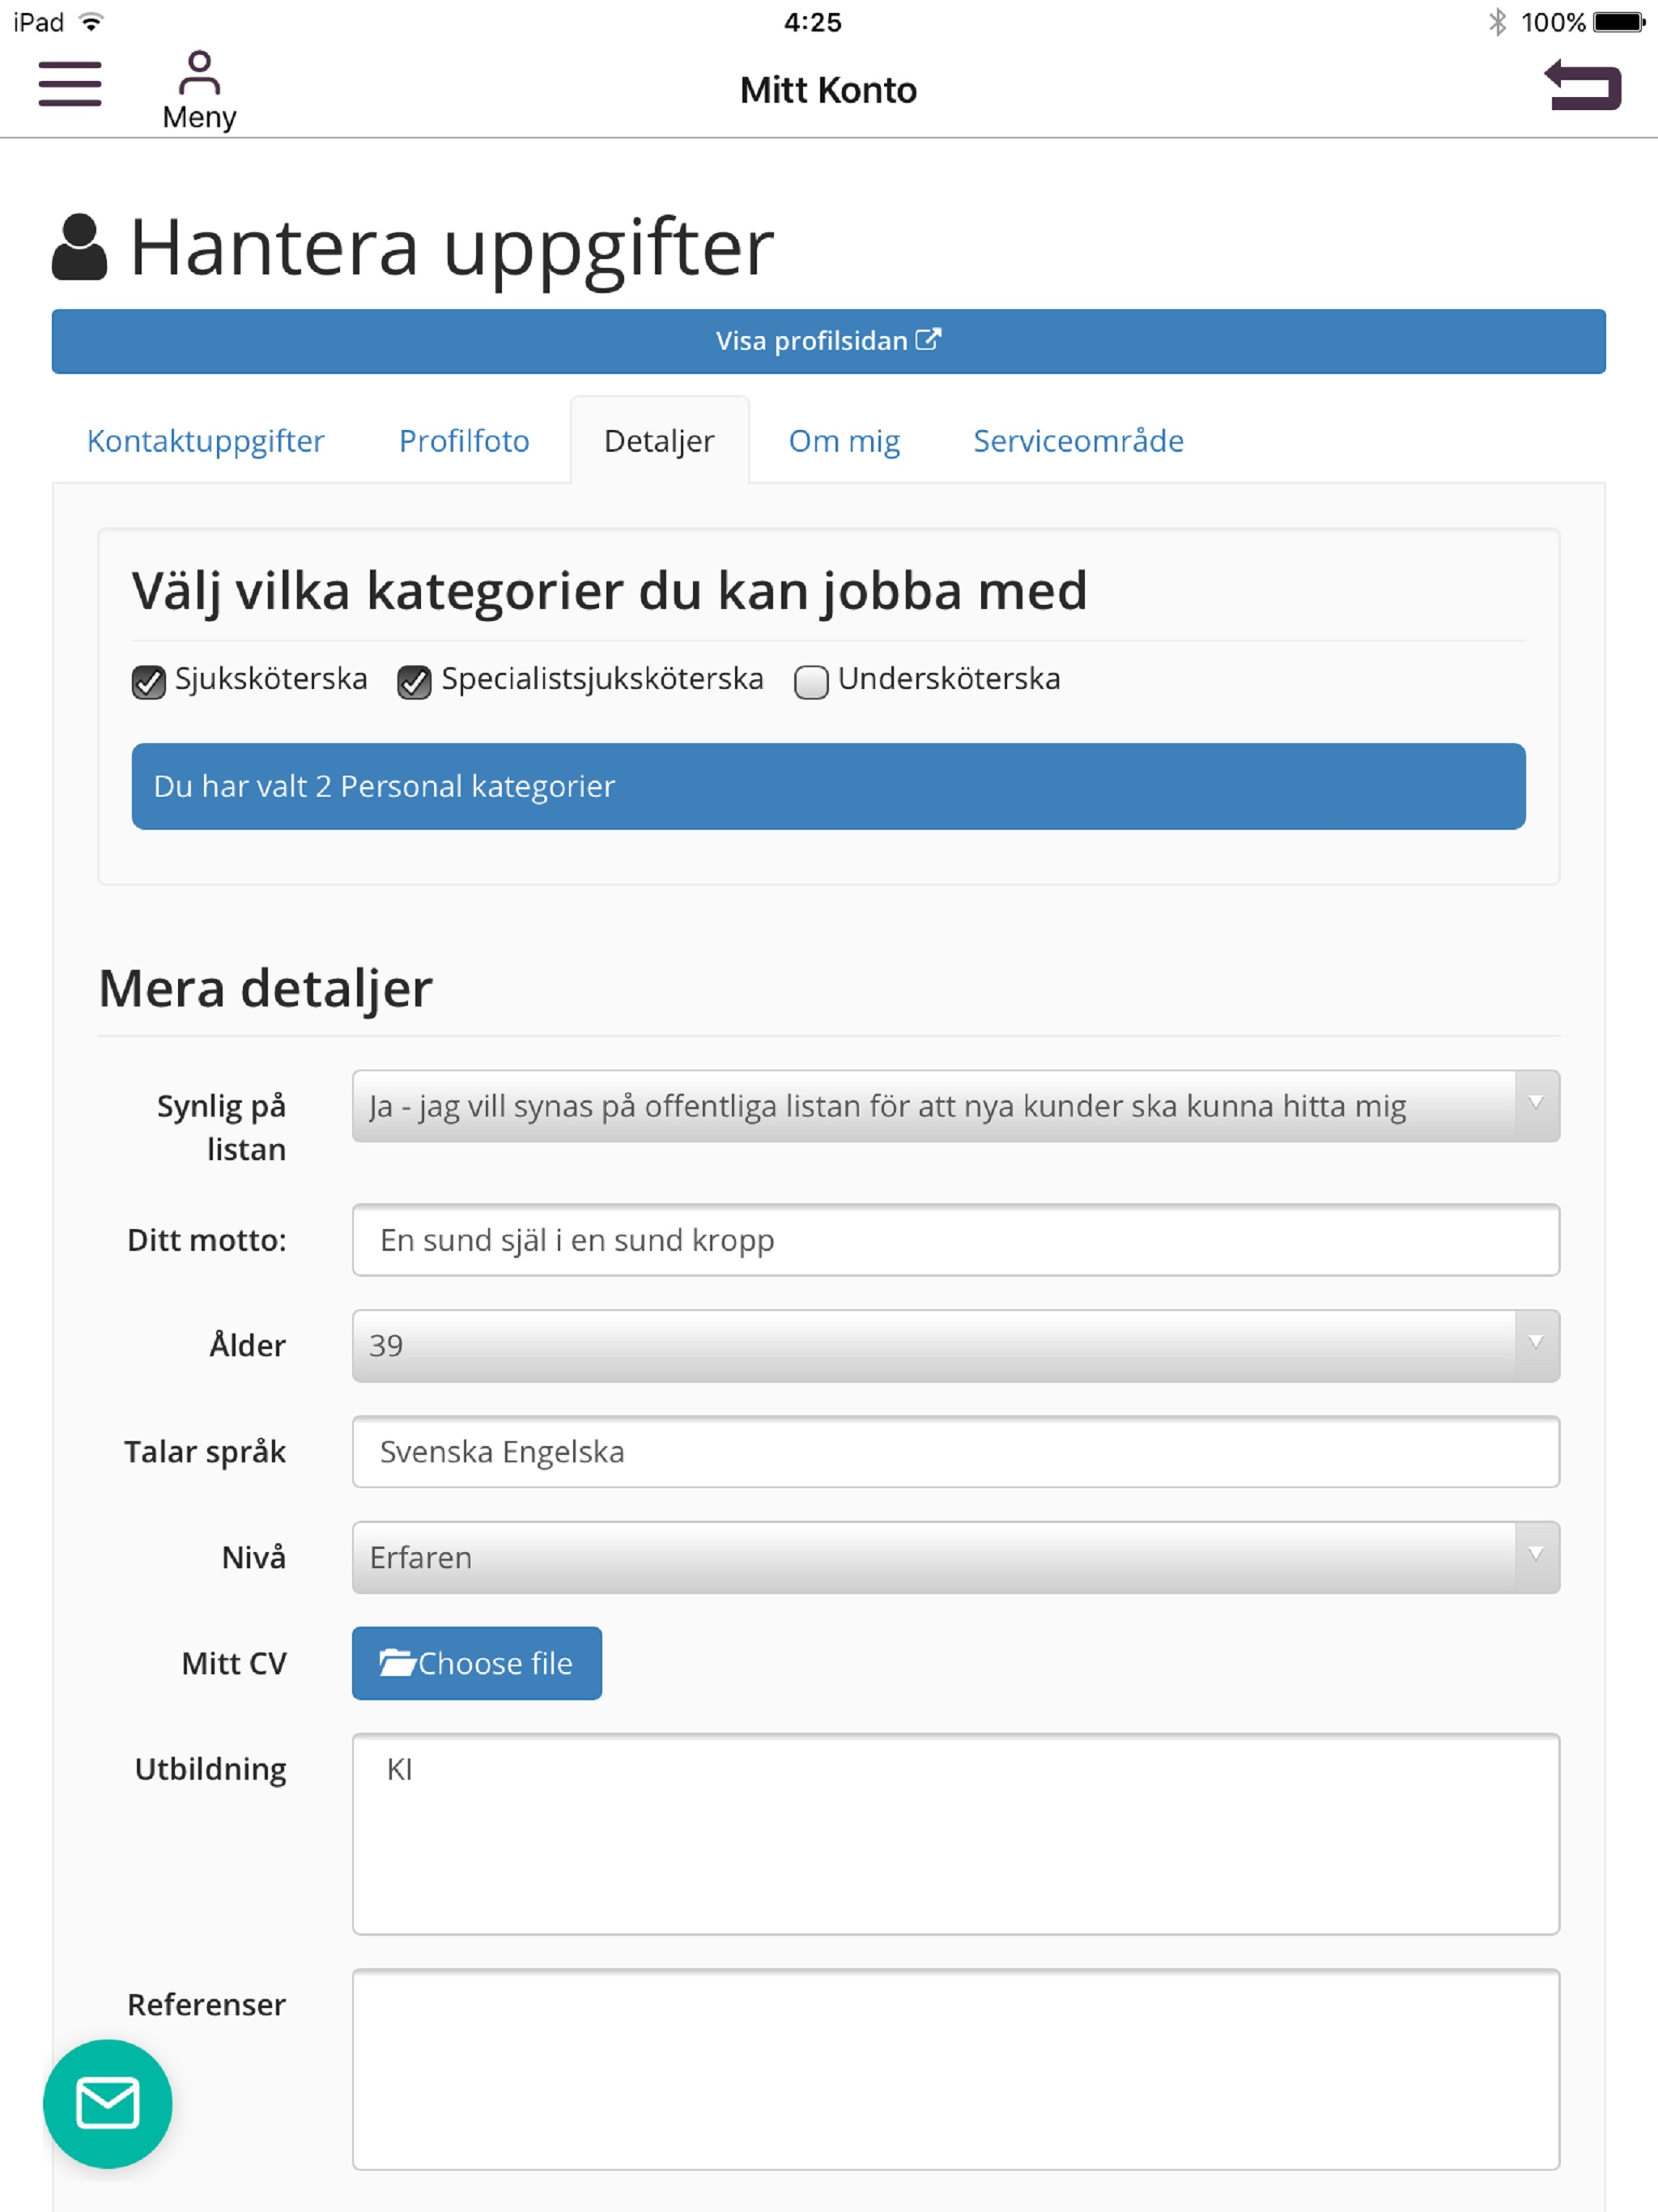 iPad 4:25 100%
Meny Mitt Konto
Hantera uppgifter
Visa profilsidan
Kontaktuppgifter Profilfoto Detaljer Om mig Serviceområde
Välj vilka kategorier du kan jobba med
Sjuksköterska Specialistsjuksköterska Undersköterska
Du har valt 2 Personal kategorier
Mera detaljer
Synlig på listan Ja - jag vill synas på offentliga listan för att nya kunder ska kunna hitta mig
Ditt motto: En sund själ i en sund kropp
Ålder 39
Talar språk Svenska Engelska
Nivå Erfaren
Mitt CV Choose file
Utbildning KI
Referenser